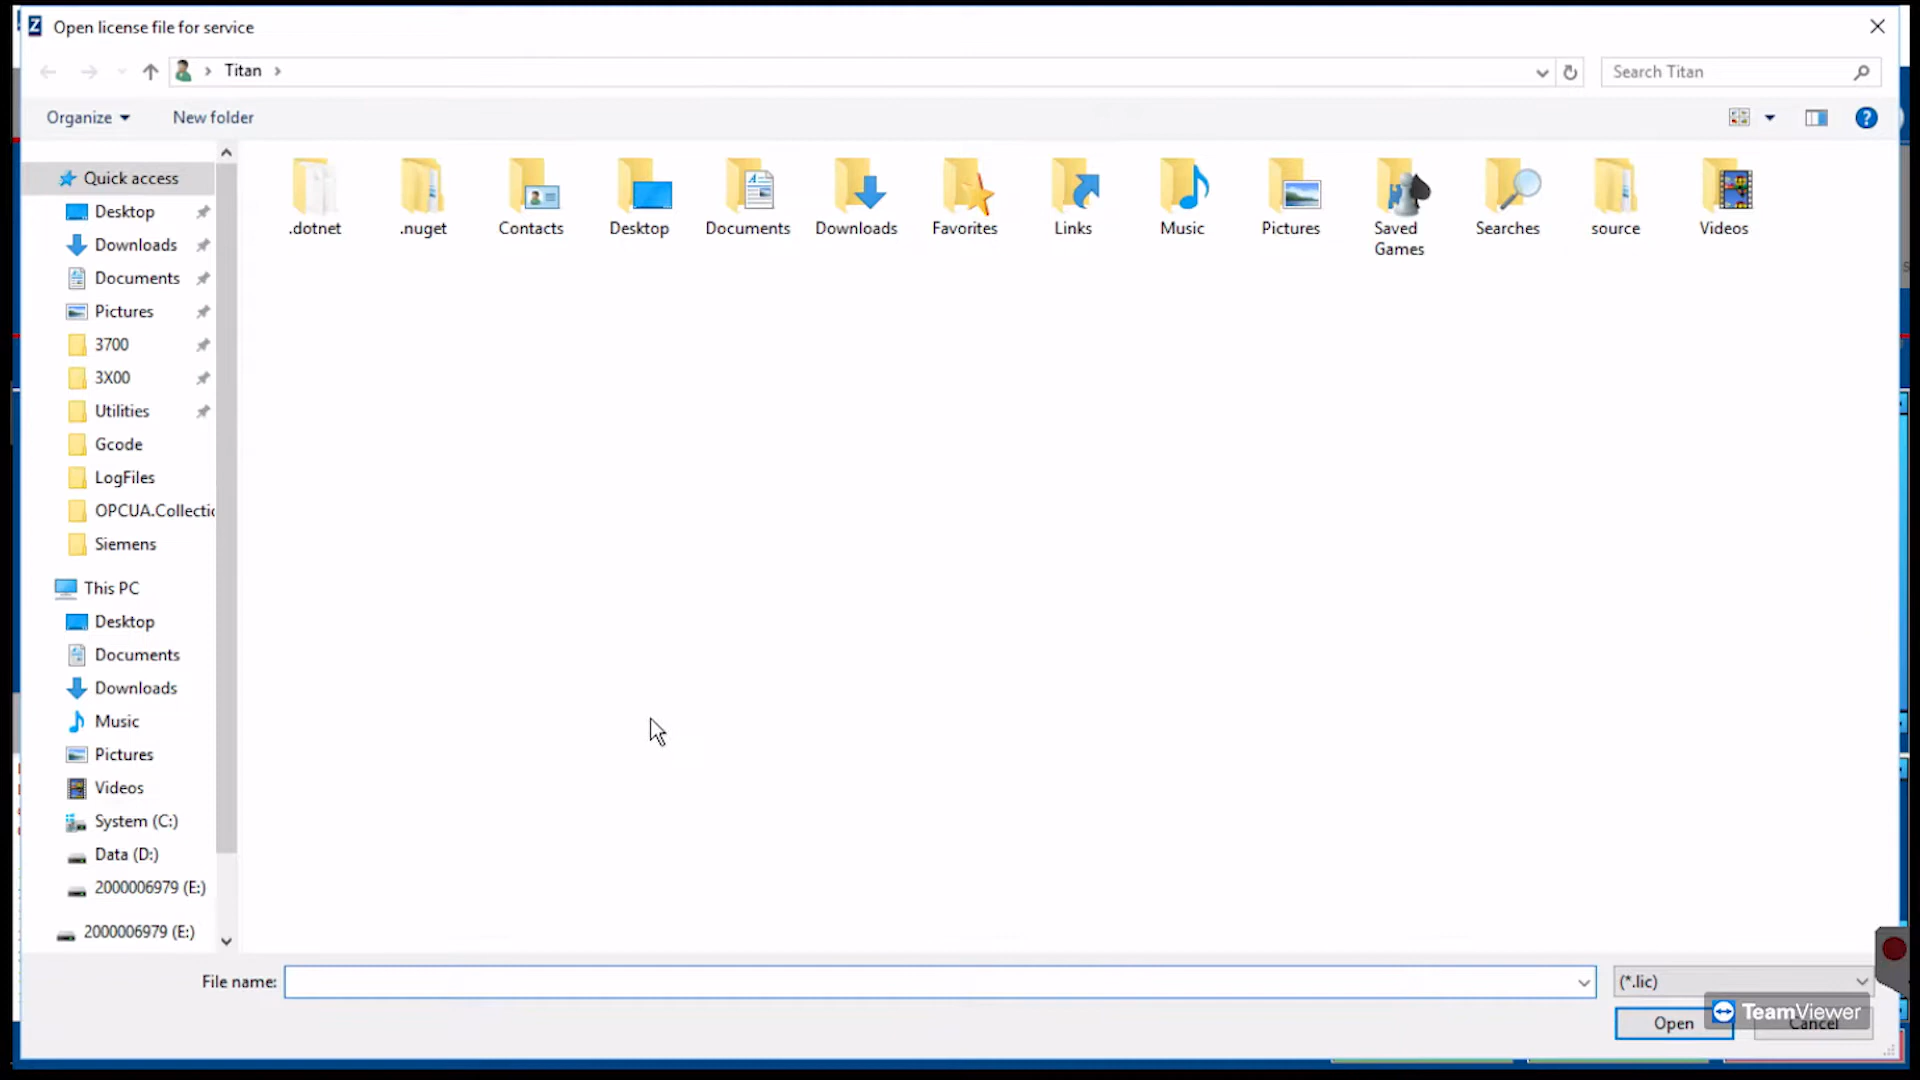 Open license file for service
Titan
Search Titan
Organize
New folder
Quick access
Desktop
Downloads
Documents
Pictures
3700
3X00
Utilities
Gcode
LogFiles
OPCUA.Collectic
Siemens
This PC
Desktop
Documents
Downloads
Music
Pictures
Videos
System (C:)
Data (D:)
2000006979 (E:)
2000006979 (E:)
.dotnet
.nuget
Contacts
Desktop
Documents
Downloads
Favorites
Links
Music
Pictures
Saved
Games
Searches
source
Videos
File name:
(*.lic)
Open
Cancel
TeamViewer